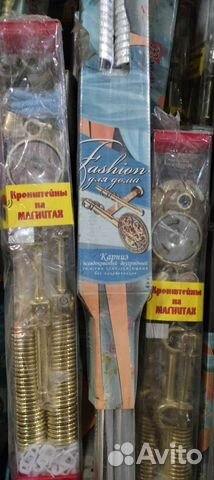 Fashion
для дома
Кронштейны
на
МАГНИТАХ
Карниз
Кронштейны
на
МАГНИТАХ
Avito